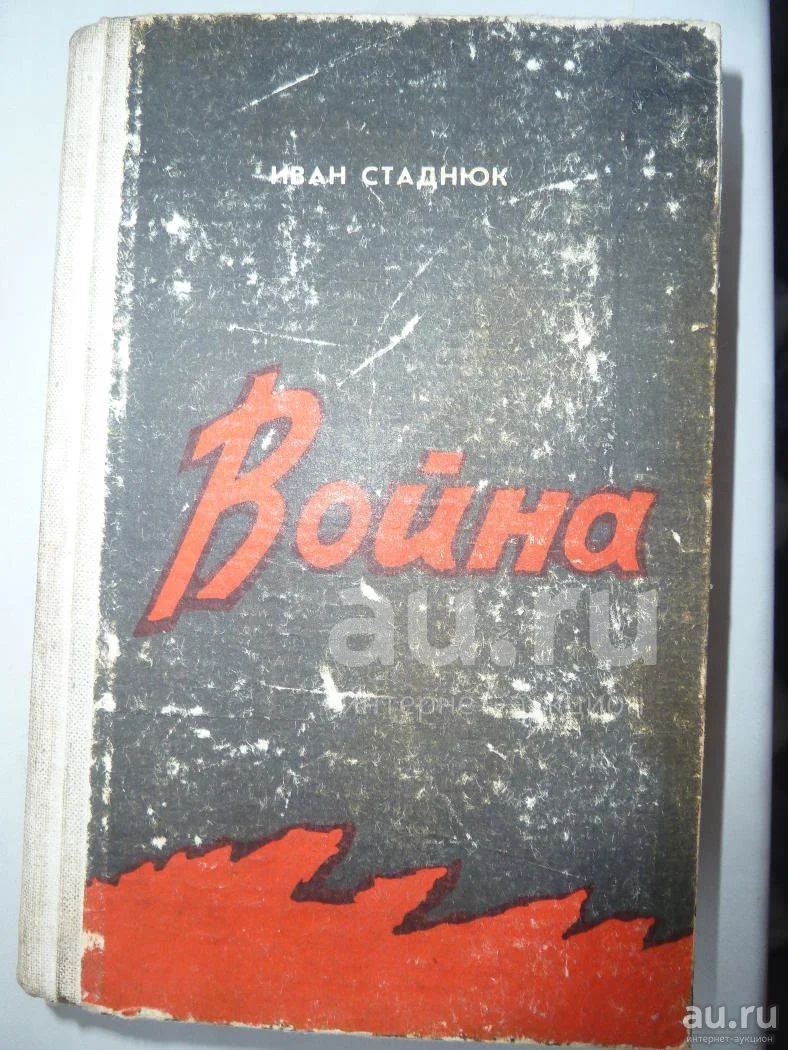 ИВАН СТАДНЮК
Война
au.ru
интернет-аукцион
au.ru
интернет-аукцион